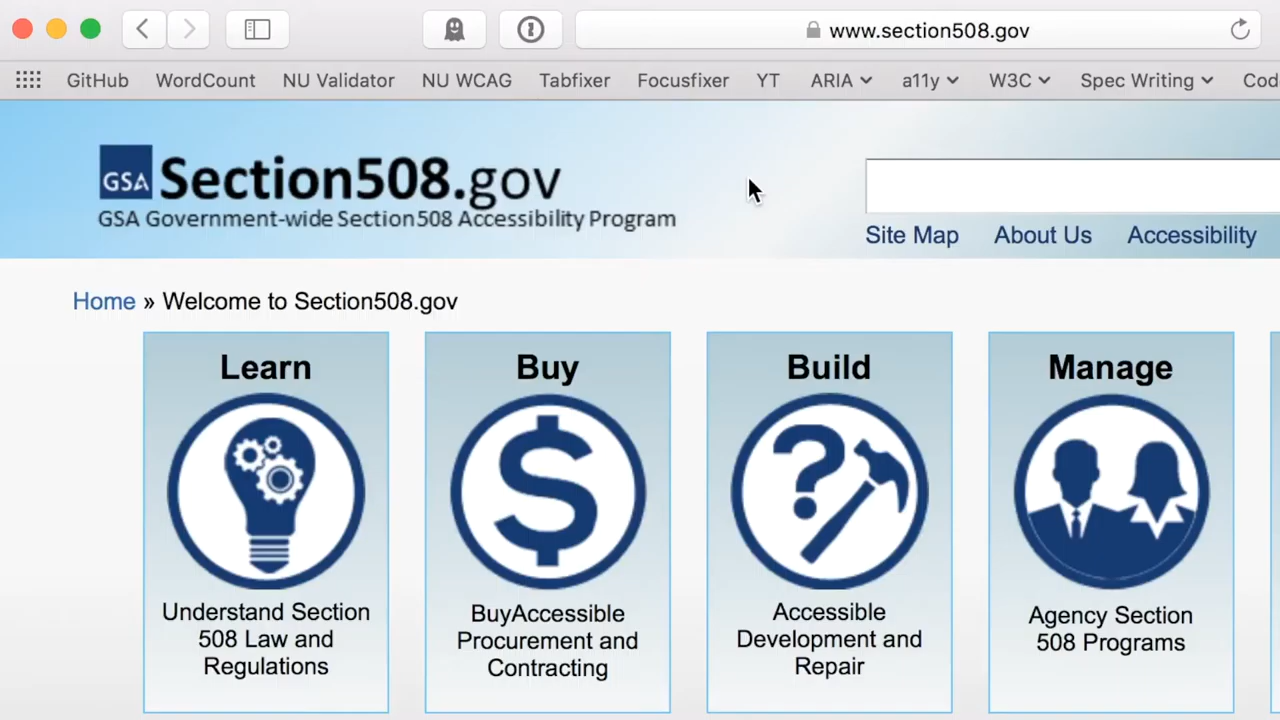 www.section508.gov
GitHub WordCount NU Validator NU WCAG Tabfixer Focusfixer YT ARIA a11y W3C Spec Writing Cod
GSA Section508.gov
GSA Government-wide Section 508 Accessibility Program
Site Map About Us Accessibility
Home » Welcome to Section508.gov
Learn
Understand Section
508 Law and
Regulations
Buy
$
BuyAccessible
Procurement and
Contracting
Build
?
Accessible
Development and
Repair
Manage
Agency Section
508 Programs